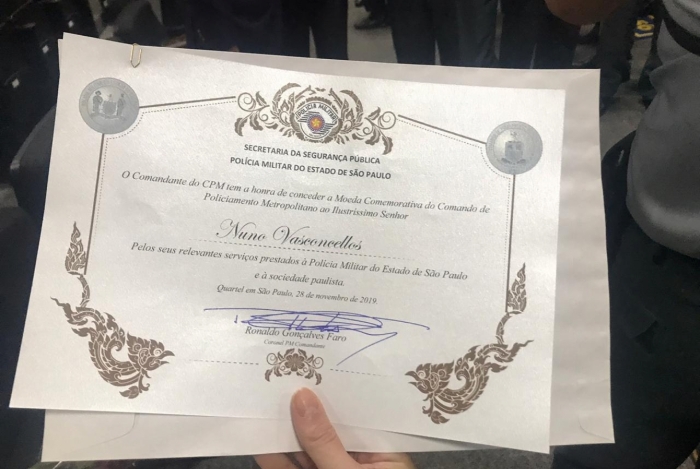 POLÍCIA MILITAR
SECRETARIA DA SEGURANÇA PÚBLICA
POLÍCIA MILITAR DO ESTADO DE SÃO PAULO
O Comandante do CPM tem a honra de conceder a Moeda Comemorativa do Comando de
Policiamento Metropolitano ao Ilustríssimo Senhor
Nuno Vasconcellos
Pelos seus relevantes serviços prestados à Polícia Militar do Estado de São Paulo
e à sociedade paulista.
Quartel em São Paulo, 28 de novembro de 2019.
Ronaldo Gonçalves Faro
Coronel PM Comandante